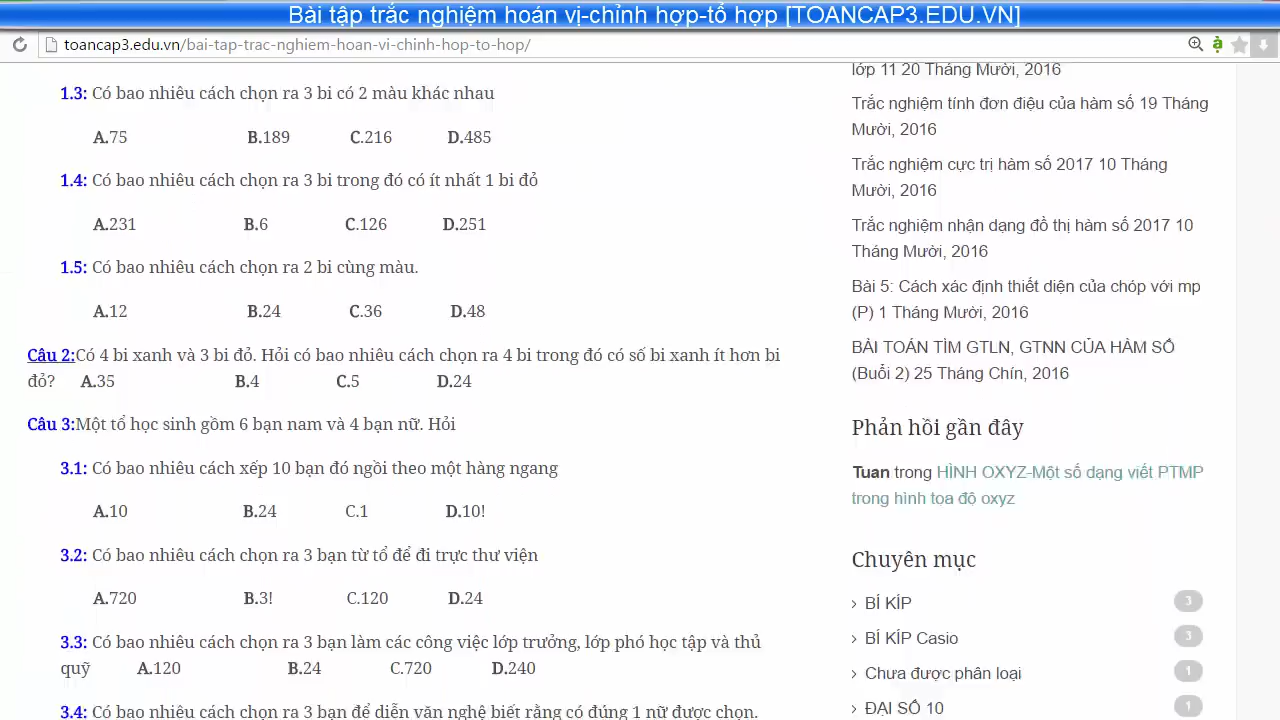 Bài tập trắc nghiệm hoán vị-chỉnh hợp-tổ hợp [TOANCAP3.EDU.VN]
toancap3.edu.vn/bai-tap-trac-nghiem-hoan-vi-chinh-hop-to-hop/
1.3: Có bao nhiêu cách chọn ra 3 bi có 2 màu khác nhau
A.75 B.189 C.216 D.485
1.4: Có bao nhiêu cách chọn ra 3 bi trong đó có ít nhất 1 bi đỏ
A.231 B.6 C.126 D.251
1.5: Có bao nhiêu cách chọn ra 2 bi cùng màu.
A.12 B.24 C.36 D.48
Câu 2:Có 4 bi xanh và 3 bi đỏ. Hỏi có bao nhiêu cách chọn ra 4 bi trong đó có số bi xanh ít hơn bi
đỏ? A.35 B.4 C.5 D.24
Câu 3:Một tổ học sinh gồm 6 bạn nam và 4 bạn nữ. Hỏi
3.1: Có bao nhiêu cách xếp 10 bạn đó ngồi theo một hàng ngang
A.10 B.24 C.1 D.10!
3.2: Có bao nhiêu cách chọn ra 3 bạn từ tổ để đi trực thư viện
A.720 B.3! C.120 D.24
3.3: Có bao nhiêu cách chọn ra 3 bạn làm các công việc lớp trưởng, lớp phó học tập và thủ
quỹ A.120 B.24 C.720 D.240
3.4: Có bao nhiêu cách chọn ra 3 bạn để diễn văn nghệ biết rằng có đúng 1 nữ được chọn.
lớp 11 20 Tháng Mười, 2016
Trắc nghiệm tính đơn điệu của hàm số 19 Tháng
Mười, 2016
Trắc nghiệm cực trị hàm số 2017 10 Tháng
Mười, 2016
Trắc nghiệm nhận dạng đồ thị hàm số 2017 10
Tháng Mười, 2016
Bài 5: Cách xác định thiết diện của chóp với mp
(P) 1 Tháng Mười, 2016
BÀI TOÁN TÌM GTLN, GTNN CỦA HÀM SỐ
(Buổi 2) 25 Tháng Chín, 2016
Phản hồi gần đây
Tuan trong HÌNH OXYZ-Một số dạng viết PTMP
trong hình tọa độ oxyz
Chuyên mục
BÍ KÍP 3
BÍ KÍP Casio 3
Chưa được phân loại 1
ĐẠI SỐ 10 1